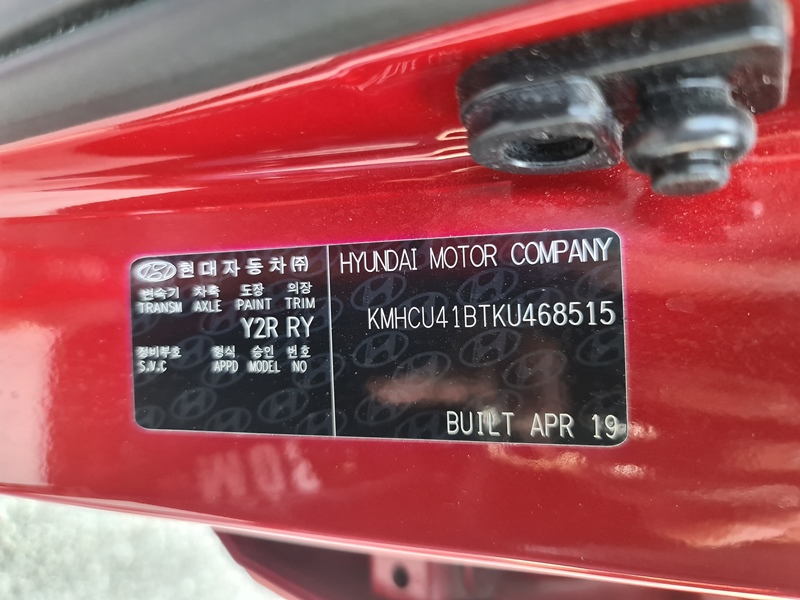 현대자동차㈜
변속기 차축 도장 의장
TRANSM AXLE PAINT TRIM
Y2R RY
정비부호 형식 승인 번호
S.V.C APPD MODEL NO
HYUNDAI MOTOR COMPANY
KMHCU41BTKU468515
BUILT APR 19